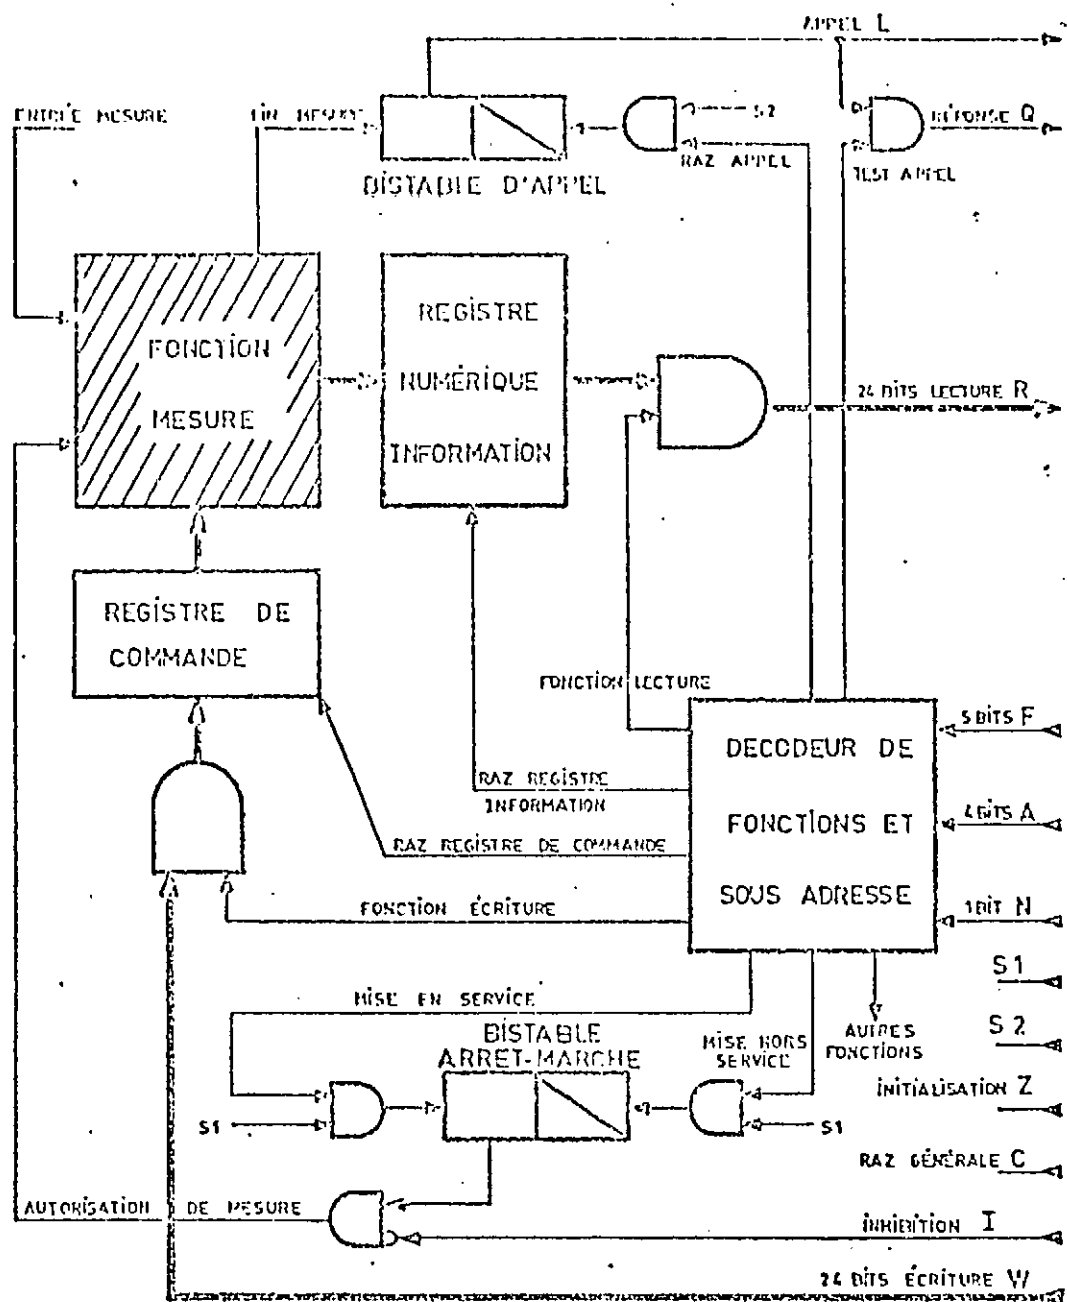 APPEL L
ENTRÉE MESURE
FIN MESURE
S2
RÉPONSE Q
RAZ APPEL
TEST APPEL
BISTABLE D'APPEL
FONCTION
MESURE
REGISTRE
NUMÉRIQUE
INFORMATION
24 BITS LECTURE R
REGISTRE DE
COMMANDE
FONCTION LECTURE
5 BITS F
DECODEUR DE
FONCTIONS ET
SOUS ADRESSE
RAZ REGISTRE
INFORMATION
4 BITS A
RAZ REGISTRE DE COMMANDE
FONCTION ÉCRITURE
1 BIT N
S1
MISE EN SERVICE
S2
BISTABLE
ARRET-MARCHE
MISE HORS
SERVICE
AUTRES
FONCTIONS
INITIALISATION Z
S1
S1
RAZ GÉNÉRALE C
AUTORISATION DE MESURE
INHIBITION I
24 BITS ÉCRITURE W